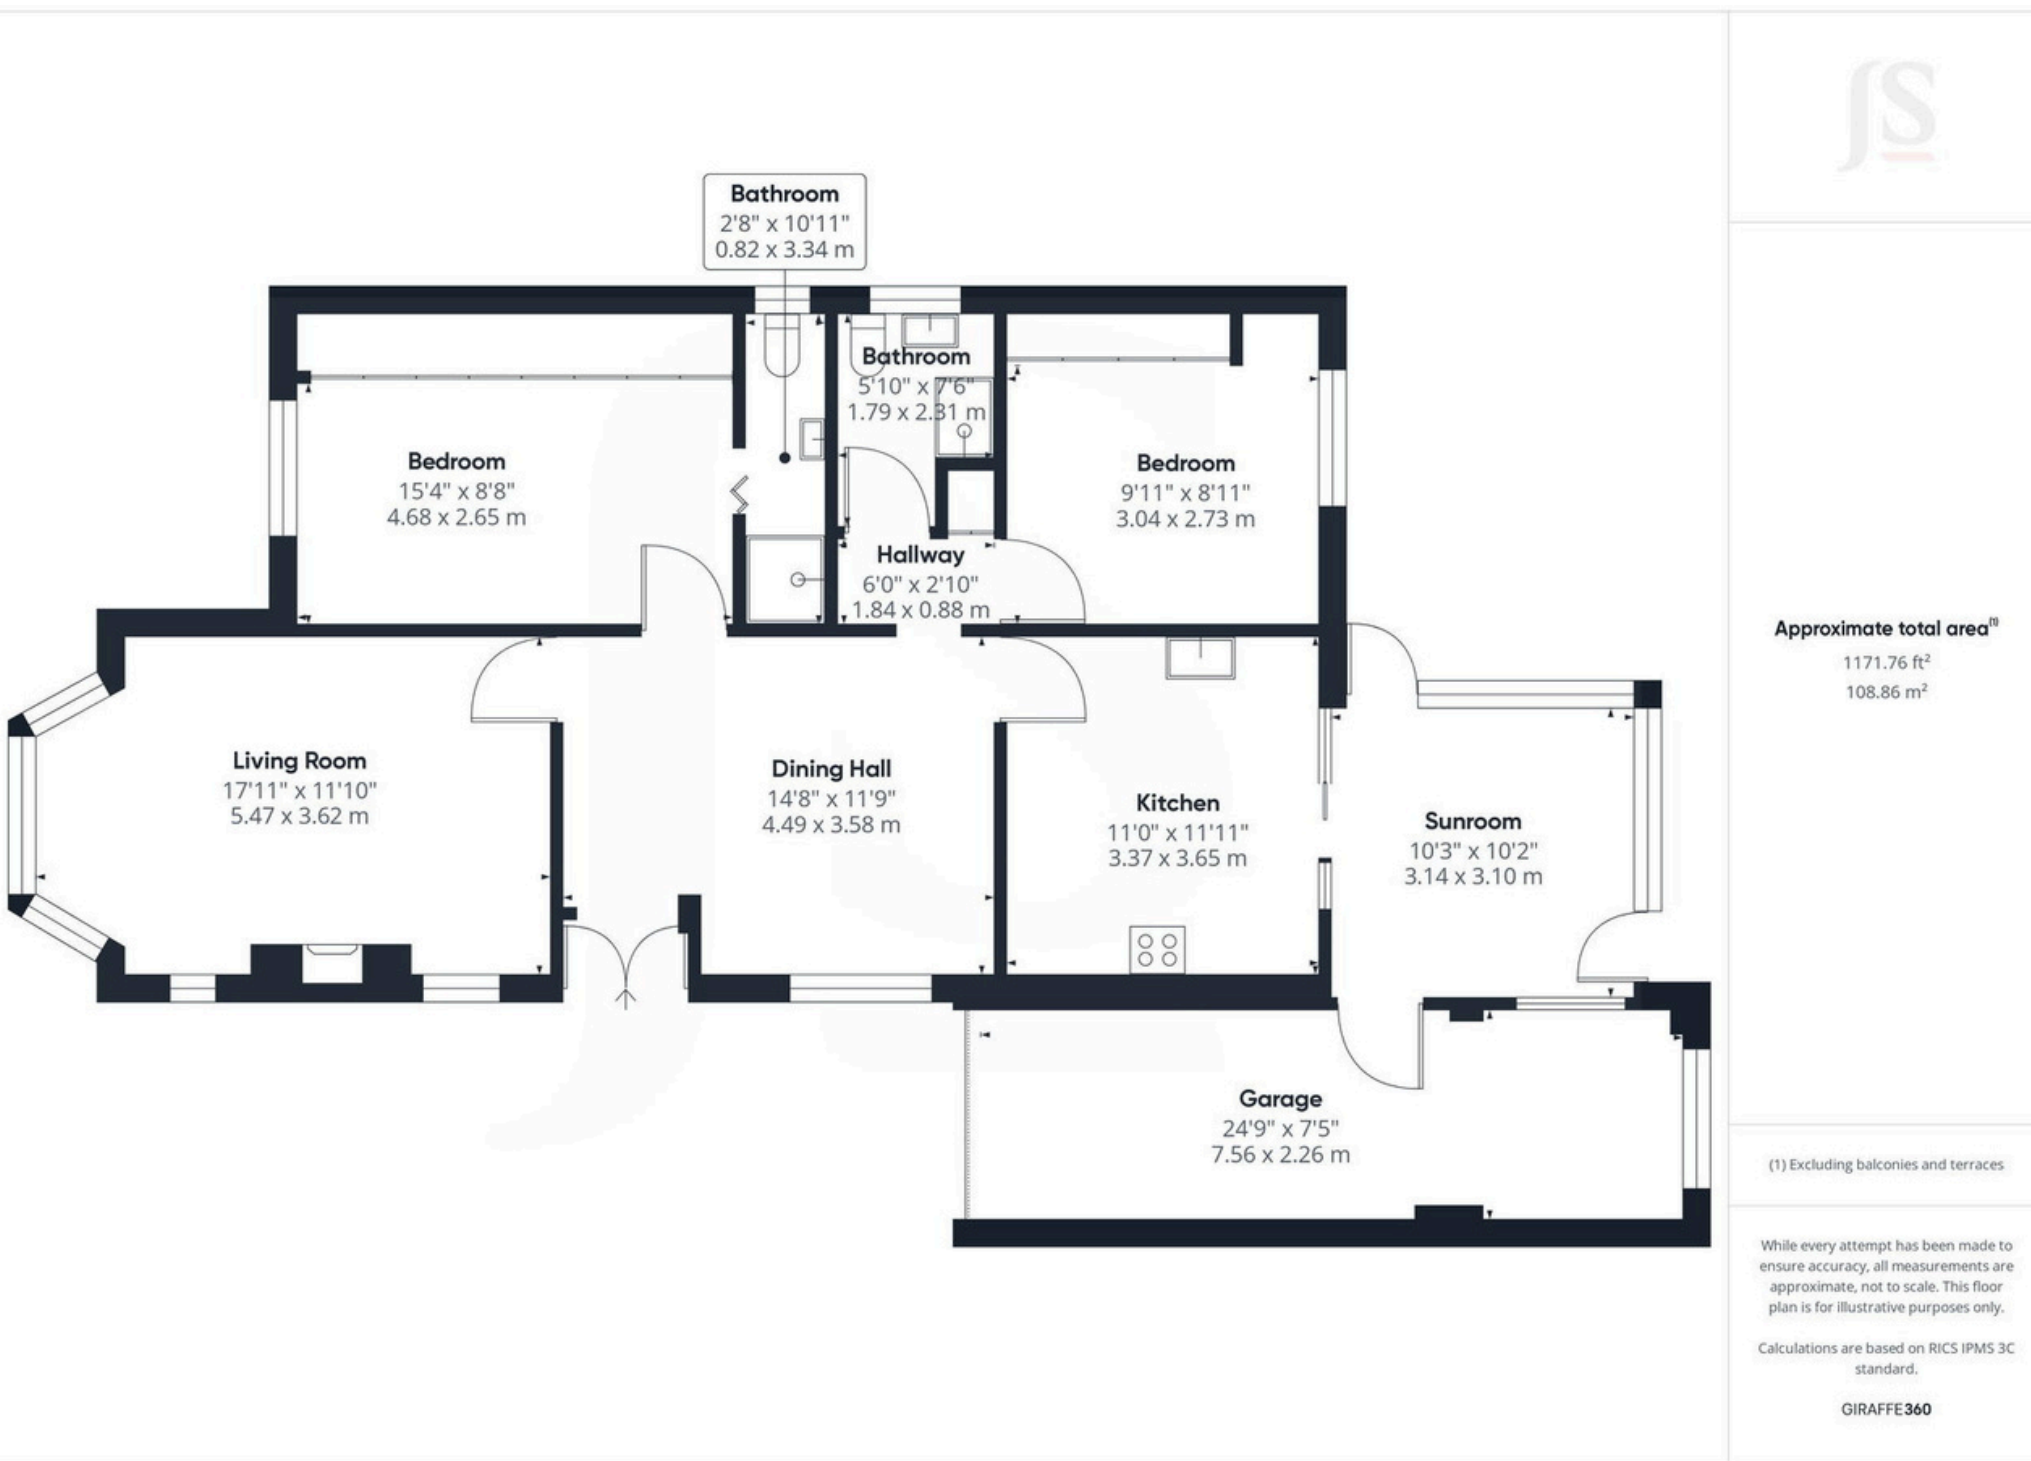 JS
Bathroom
2'8" x 10'11"
0.82 x 3.34 m
Bathroom
5'10" x 7'6"
1.79 x 2.31 m
Bedroom
15'4" x 8'8"
4.68 x 2.65 m
Bedroom
9'11" x 8'11"
3.04 x 2.73 m
Hallway
6'0" x 2'10"
1.84 x 0.88 m
Living Room
17'11" x 11'10"
5.47 x 3.62 m
Dining Hall
14'8" x 11'9"
4.49 x 3.58 m
Kitchen
11'0" x 11'11"
3.37 x 3.65 m
Sunroom
10'3" x 10'2"
3.14 x 3.10 m
Garage
24'9" x 7'5"
7.56 x 2.26 m
Approximate total area⁽¹⁾
1171.76 ft²
108.86 m²
(1) Excluding balconies and terraces
While every attempt has been made to
ensure accuracy, all measurements are
approximate, not to scale. This floor
plan is for illustrative purposes only.
Calculations are based on RICS IPMS 3C
standard.
GIRAFFE360